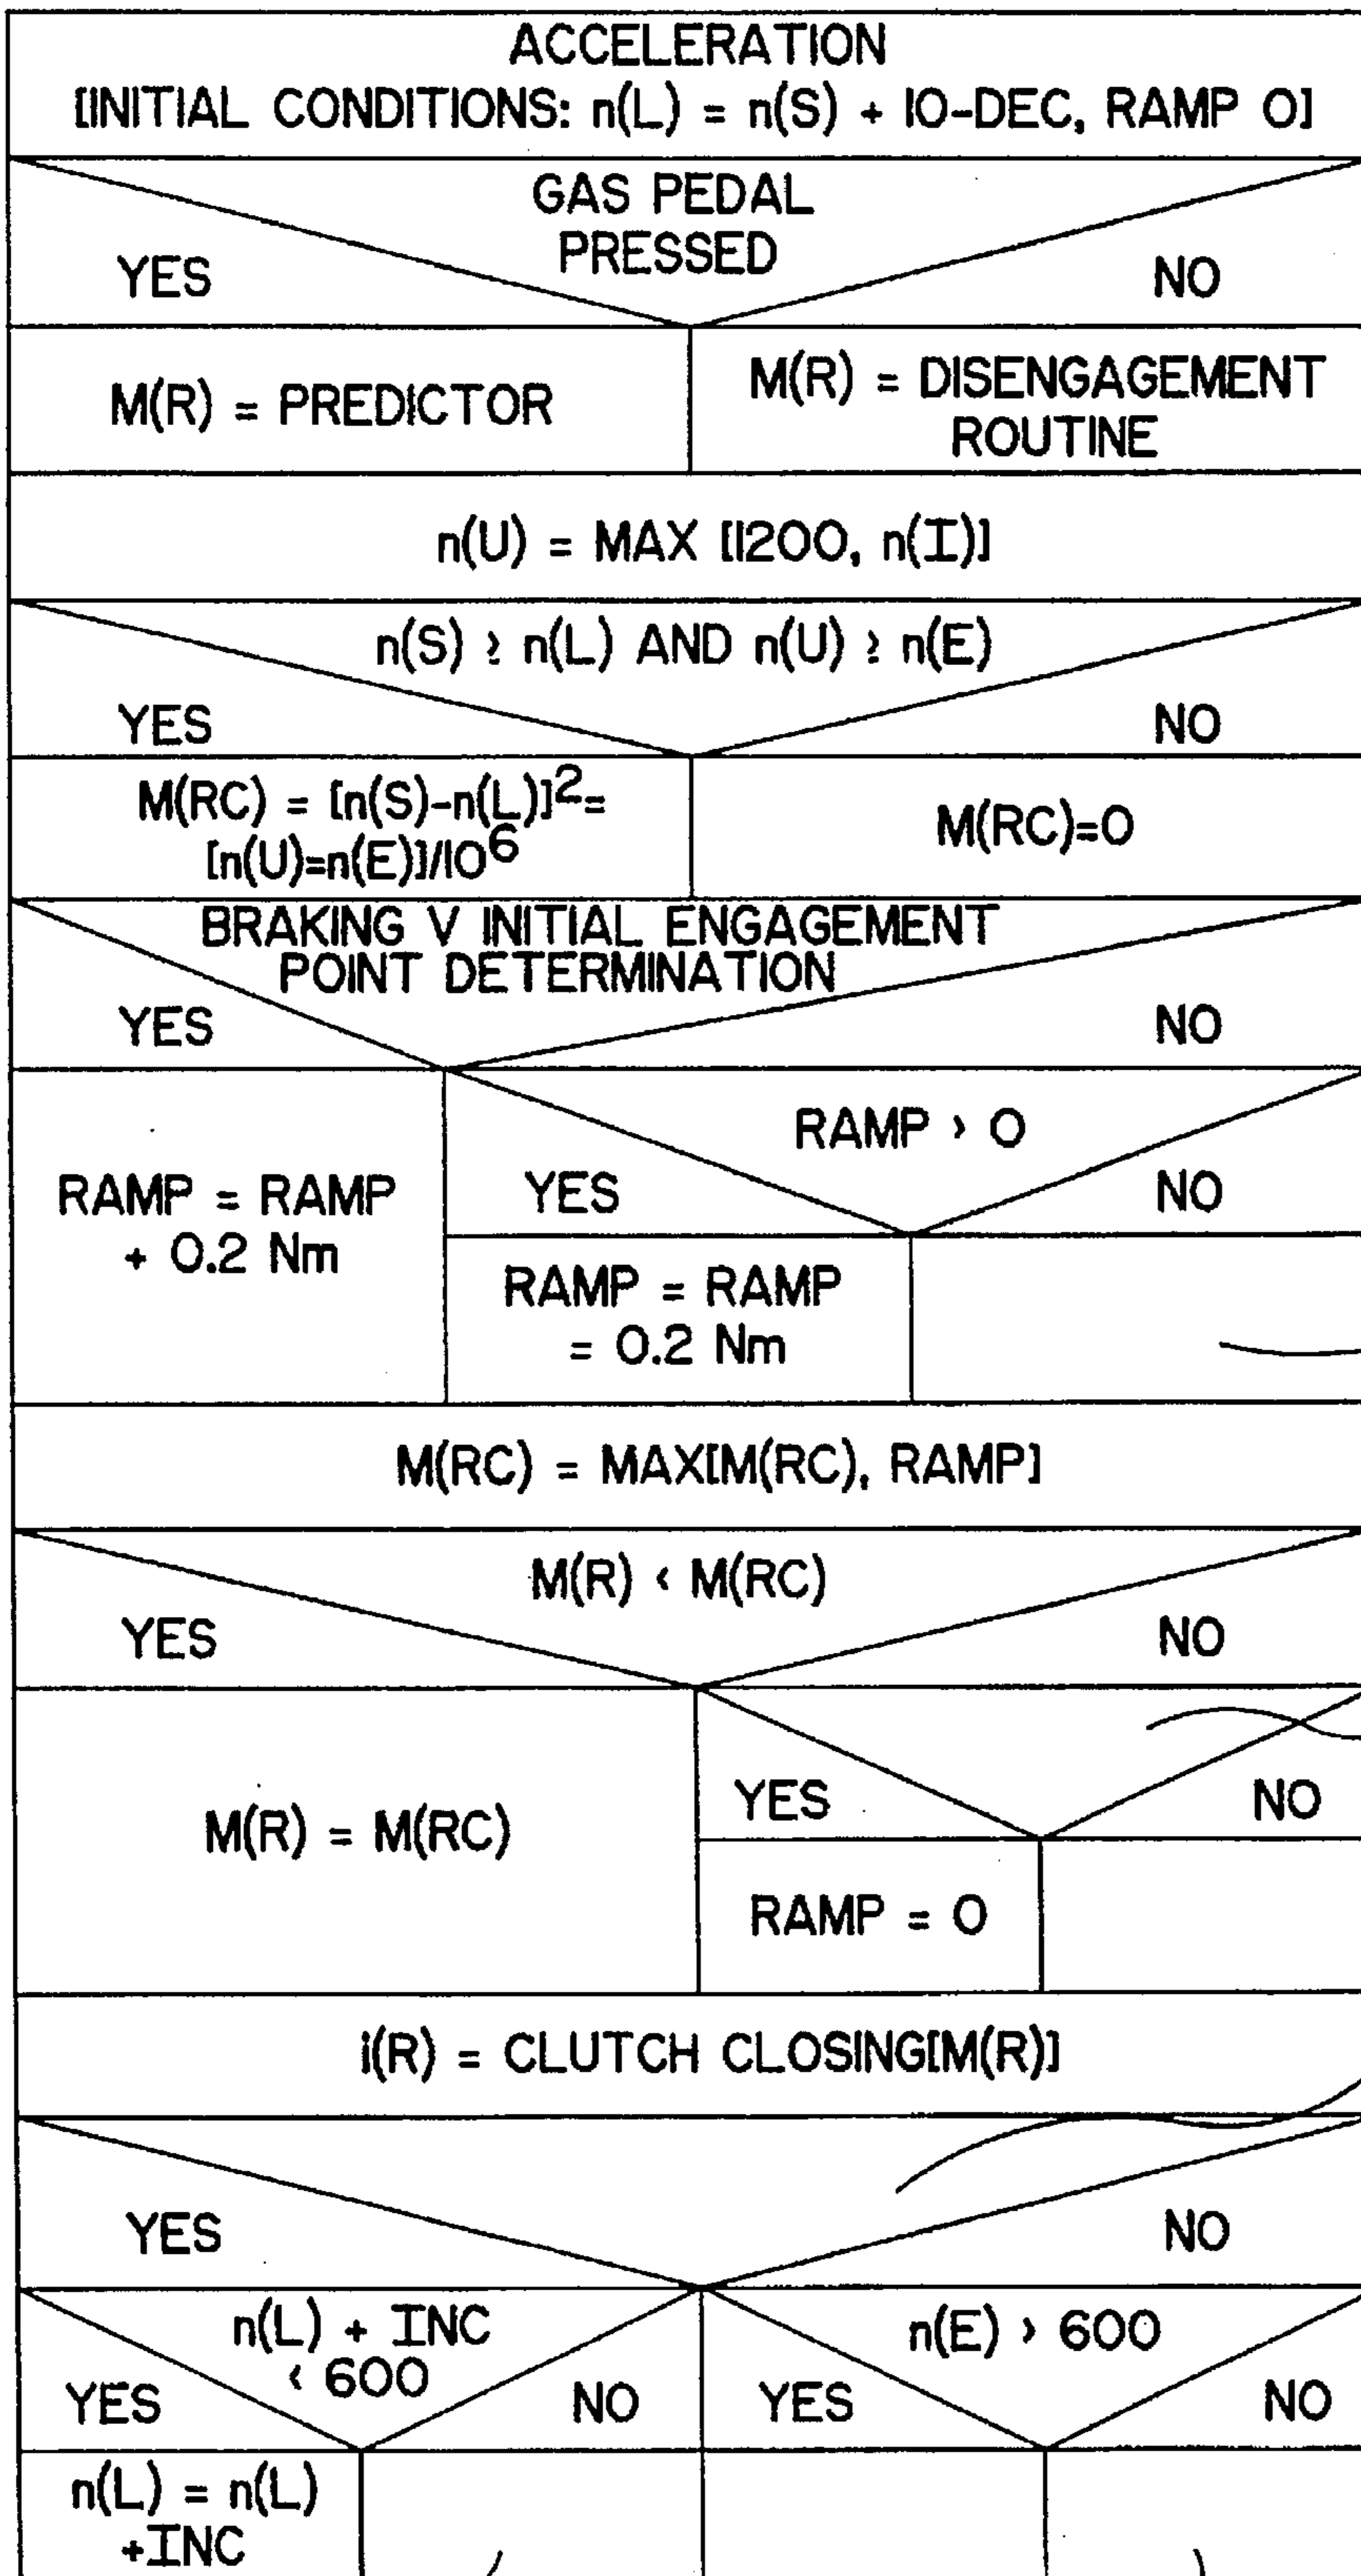 ACCELERATION
[INITIAL CONDITIONS: n(L) = n(S) + 10-DEC, RAMP 0]
GAS PEDAL
PRESSED
YES
NO
M(R) = PREDICTOR
M(R) = DISENGAGEMENT
ROUTINE
n(U) = MAX [1200, n(I)]
n(S) ≥ n(L) AND n(U) ≥ n(E)
YES
NO
M(RC) = [n(S)-n(L)]²=
[n(U)=n(E)]/10⁶
M(RC)=0
BRAKING V INITIAL ENGAGEMENT
POINT DETERMINATION
YES
NO
RAMP > 0
YES
NO
RAMP = RAMP
+ 0.2 Nm
RAMP = RAMP
= 0.2 Nm
M(RC) = MAX[M(RC), RAMP]
M(R) < M(RC)
YES
NO
YES
NO
M(R) = M(RC)
RAMP = 0
i(R) = CLUTCH CLOSING[M(R)]
YES
NO
n(L) + INC
< 600
YES
NO
n(E) > 600
YES
NO
n(L) = n(L)
+INC